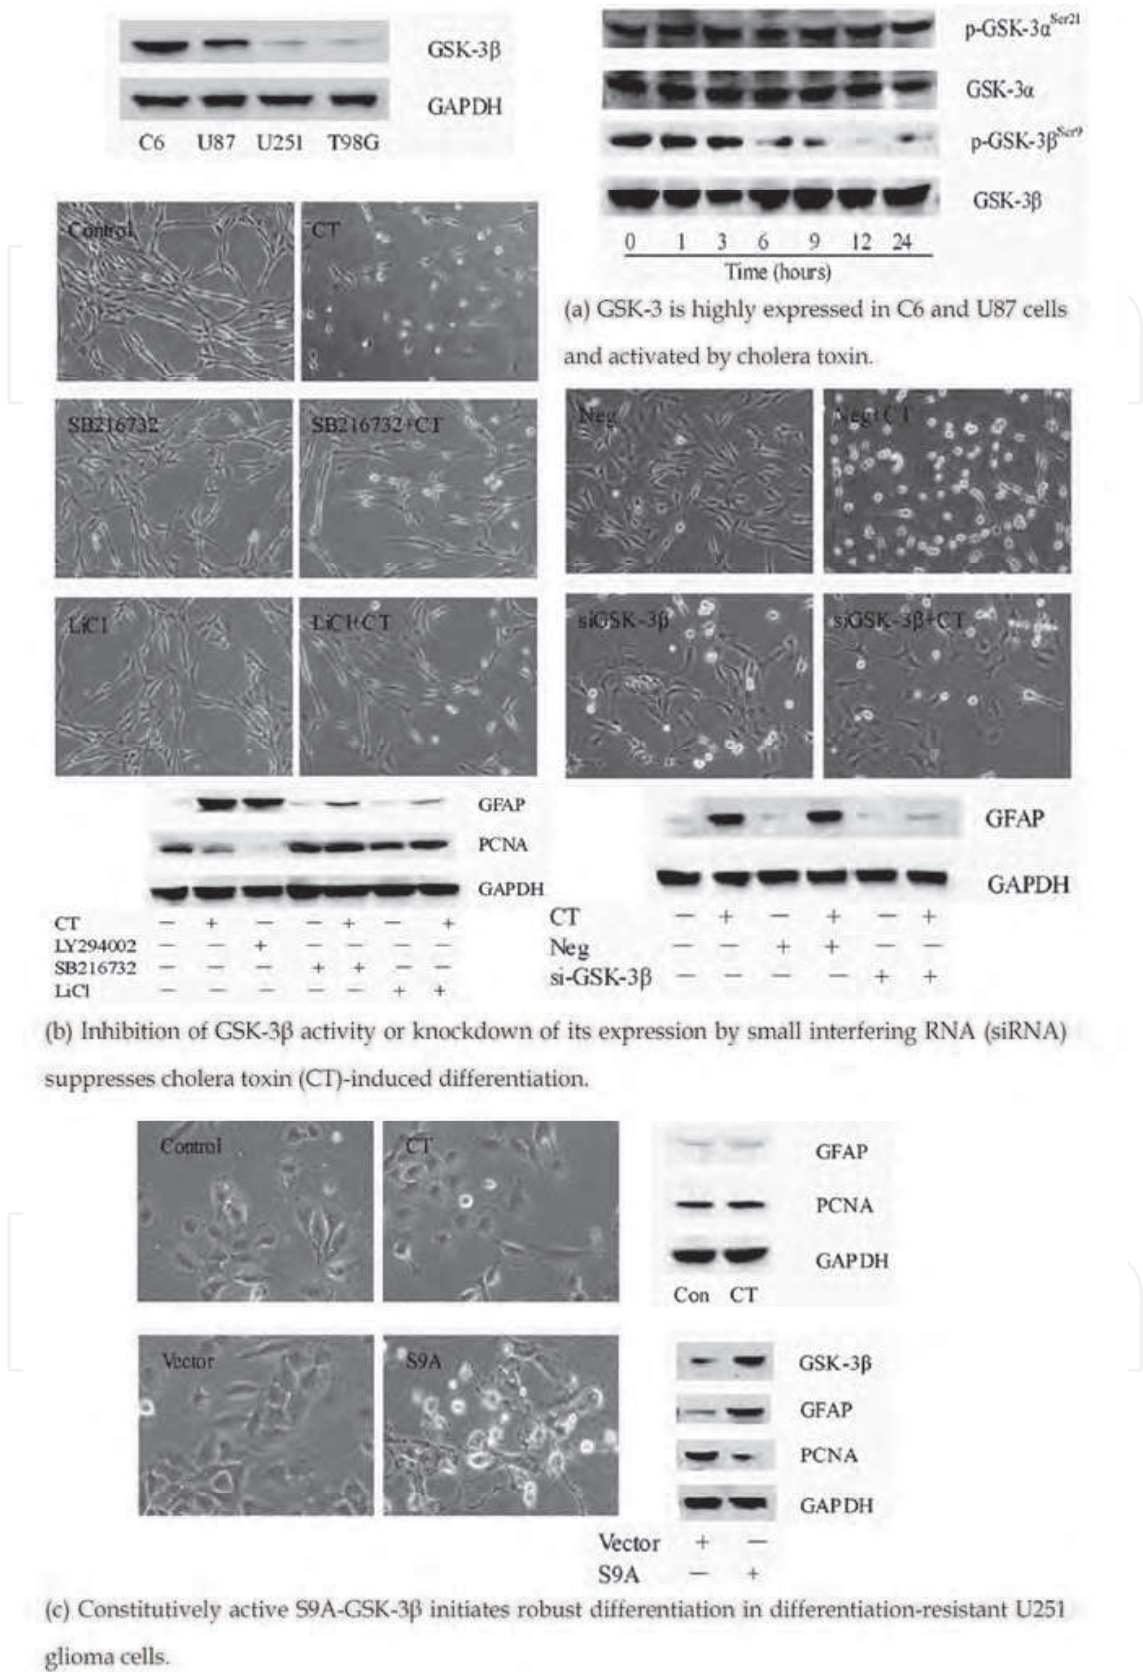 GSK-3β
GAPDH
C6 U87 U251 T98G
p-GSK-3αSer21
GSK-3α
p-GSK-3βSer9
GSK-3β
0 1 3 6 9 12 24
Time (hours)
(a) GSK-3 is highly expressed in C6 and U87 cells
and activated by cholera toxin.
Control CT
SB216732 SB216732+CT
LiCl LiCl+CT
GFAP
PCNA
GAPDH
CT − + − − + − +
LY294002 − − + − − − −
SB216732 − − − + + − −
LiCl − − − − − + +
Neg Neg+CT
siGSK-3β siGSK-3β+CT
GFAP
GAPDH
CT − + − + − +
Neg − − + + − −
si-GSK-3β − − − − + +
(b) Inhibition of GSK-3β activity or knockdown of its expression by small interfering RNA (siRNA)
suppresses cholera toxin (CT)-induced differentiation.
Control CT
GFAP
PCNA
GAPDH
Con CT
Vector S9A
GSK-3β
GFAP
PCNA
GAPDH
Vector + −
S9A − +
(c) Constitutively active S9A-GSK-3β initiates robust differentiation in differentiation-resistant U251
glioma cells.